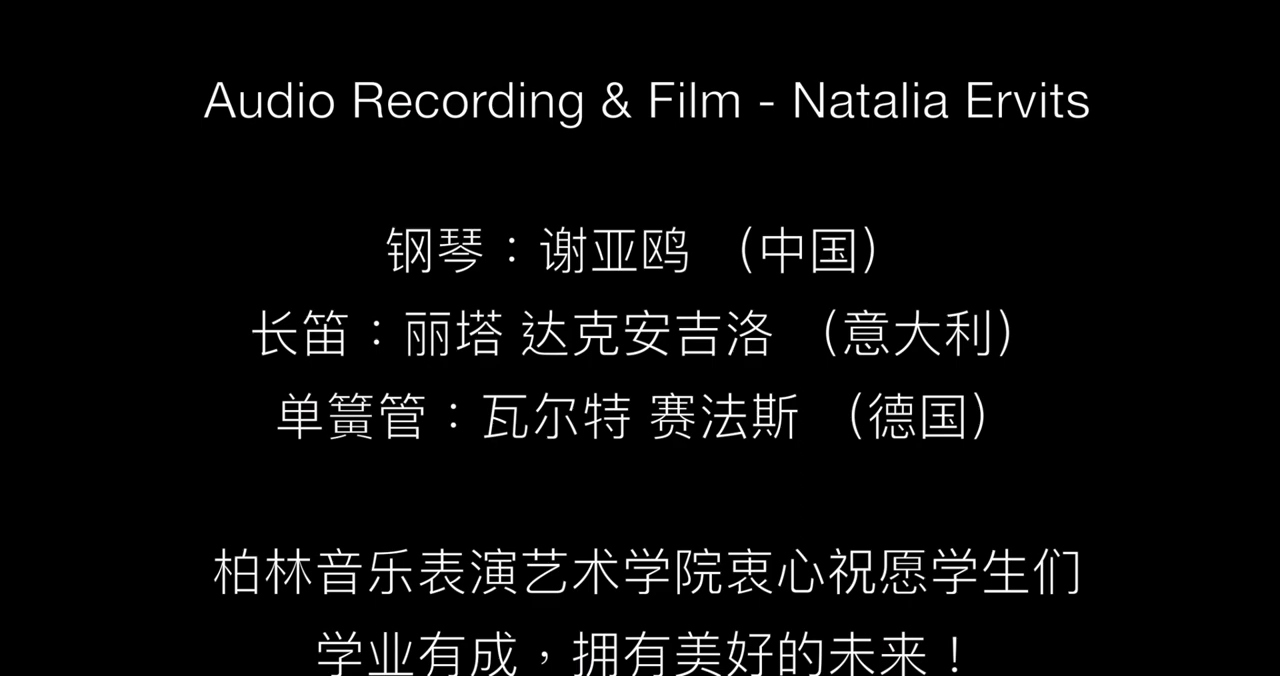 Audio Recording & Film - Natalia Ervits
钢琴：谢亚鸥 （中国）
长笛：丽塔 达克安吉洛 （意大利）
单簧管：瓦尔特 赛法斯 （德国）
柏林音乐表演艺术学院衷心祝愿学生们
学业有成，拥有美好的未来！